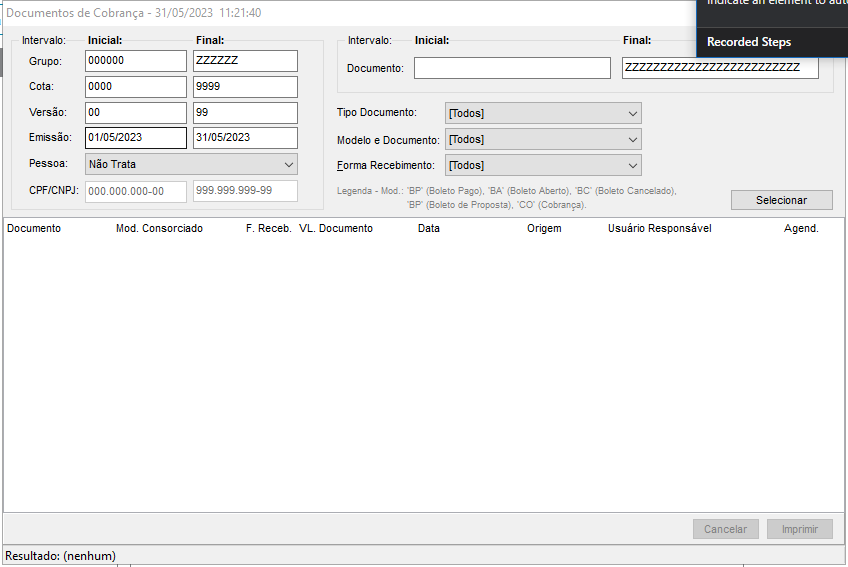 Documentos de Cobrança - 31/05/2023 11:21:40
Indicate an element to
Recorded Steps
Intervalo: Inicial: Final:
Grupo: 000000 ZZZZZZ
Cota: 0000 9999
Versão: 00 99
Emissão: 01/05/2023 31/05/2023
Pessoa: Não Trata
CPF/CNPJ: 000.000.000-00 999.999.999-99
Intervalo: Inicial: Final:
Documento: ZZZZZZZZZZZZZZZZZZZZZZZZZ
Tipo Documento: [Todos]
Modelo e Documento: [Todos]
Forma Recebimento: [Todos]
Legenda - Mod.: 'BP' (Boleto Pago), 'BA' (Boleto Aberto), 'BC' (Boleto Cancelado),
'BP' (Boleto de Proposta), 'CO' (Cobrança).
Selecionar
Documento Mod. Consorciado F. Receb. VL. Documento Data Origem Usuário Responsável Agend.
Cancelar Imprimir
Resultado: (nenhum)